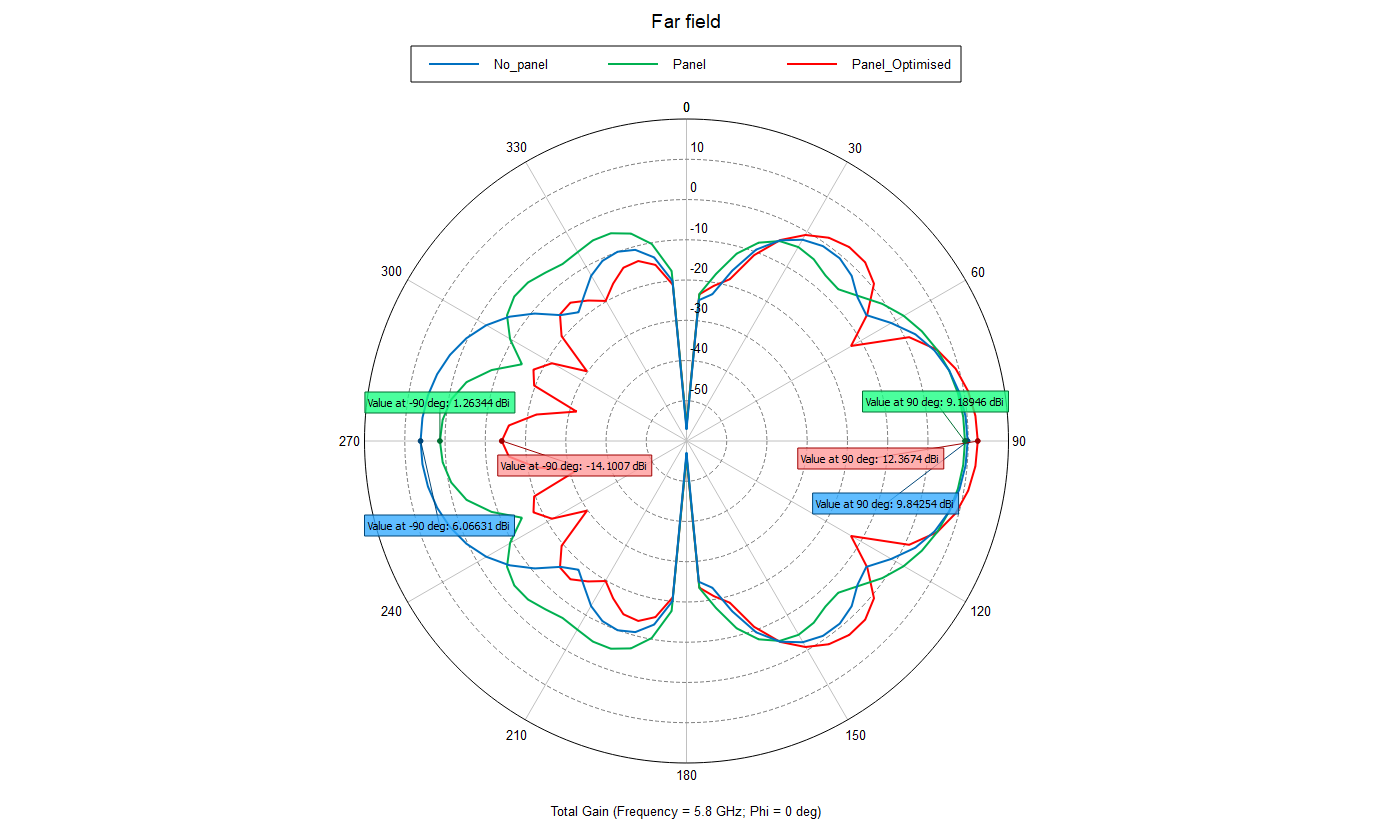 Far field
No_panel Panel Panel_Optimised
0
330 10 30
0
-10
300 -20 60
-30
-40
-50
Value at -90 deg: 1.26344 dBi Value at 90 deg: 9.18946 dBi
270 90
Value at -90 deg: -14.1007 dBi Value at 90 deg: 12.3674 dBi
Value at 90 deg: 9.84254 dBi
Value at -90 deg: 6.06631 dBi
240 120
210 150
180
Total Gain (Frequency = 5.8 GHz; Phi = 0 deg)